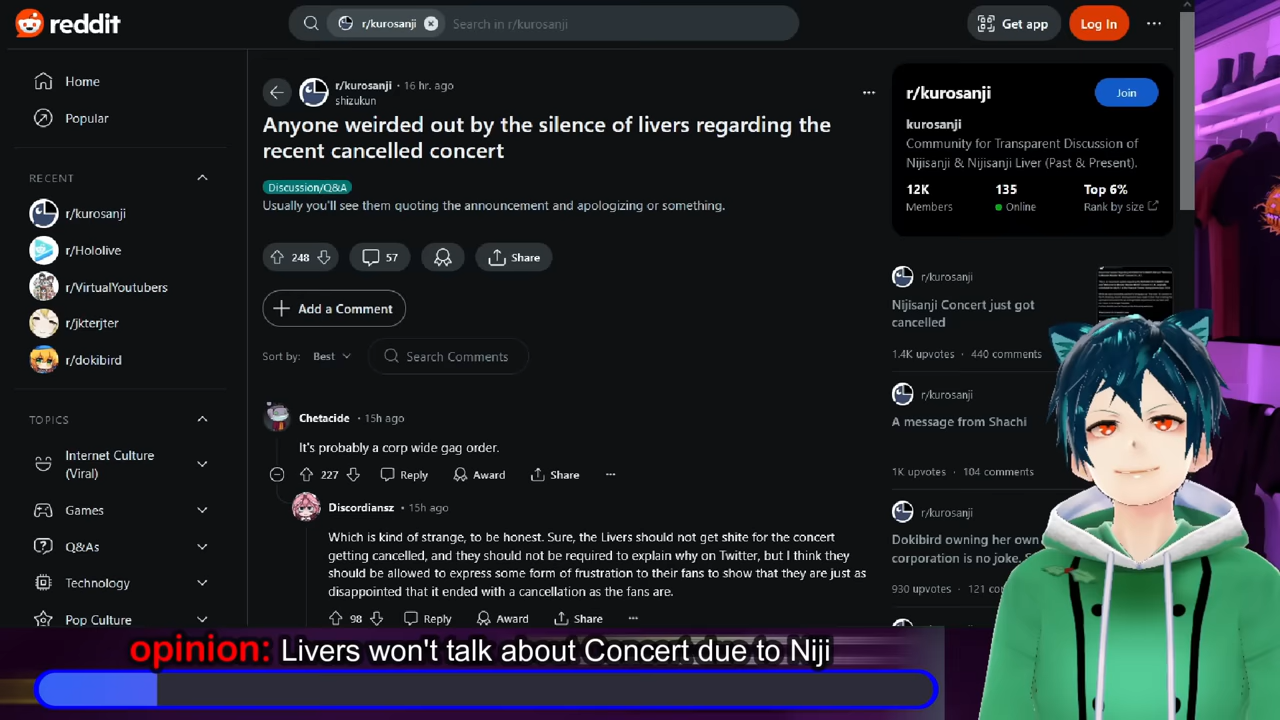 reddit
r/kurosanji
Search in r/kurosanji
Get app
Log In
Home
Popular
RECENT
r/kurosanji
r/Hololive
r/VirtualYoutubers
r/jkterjter
r/dokibird
TOPICS
Internet Culture
(Viral)
Games
Q&As
Technology
Pop Culture
r/kurosanji • 16 hr. ago
shizukun
Anyone weirded out by the silence of livers regarding the
recent cancelled concert
Discussion/Q&A
Usually you'll see them quoting the announcement and apologizing or something.
248
57
Share
Add a Comment
Sort by: Best
Search Comments
Chetacide • 15h ago
It's probably a corp wide gag order.
227
Reply
Award
Share
Discordiansz • 15h ago
Which is kind of strange, to be honest. Sure, the Livers should not get shite for the concert
getting cancelled, and they should not be required to explain why on Twitter, but I think they
should be allowed to express some form of frustration to their fans to show that they are just as
disappointed that it ended with a cancellation as the fans are.
98
Reply
Award
Share
r/kurosanji
Join
kurosanji
Community for Transparent Discussion of
Nijisanji & Nijisanji Liver (Past & Present).
12K
135
Top 6%
Members
Online
Rank by size
r/kurosanji
Nijisanji Concert just got
cancelled
1.4K upvotes • 440 comments
r/kurosanji
A message from Shachi
1K upvotes • 104 comments
r/kurosanji
Dokibird owning her own
corporation is no joke. S
930 upvotes • 121 com
opinion: Livers won't talk about Concert due to Niji